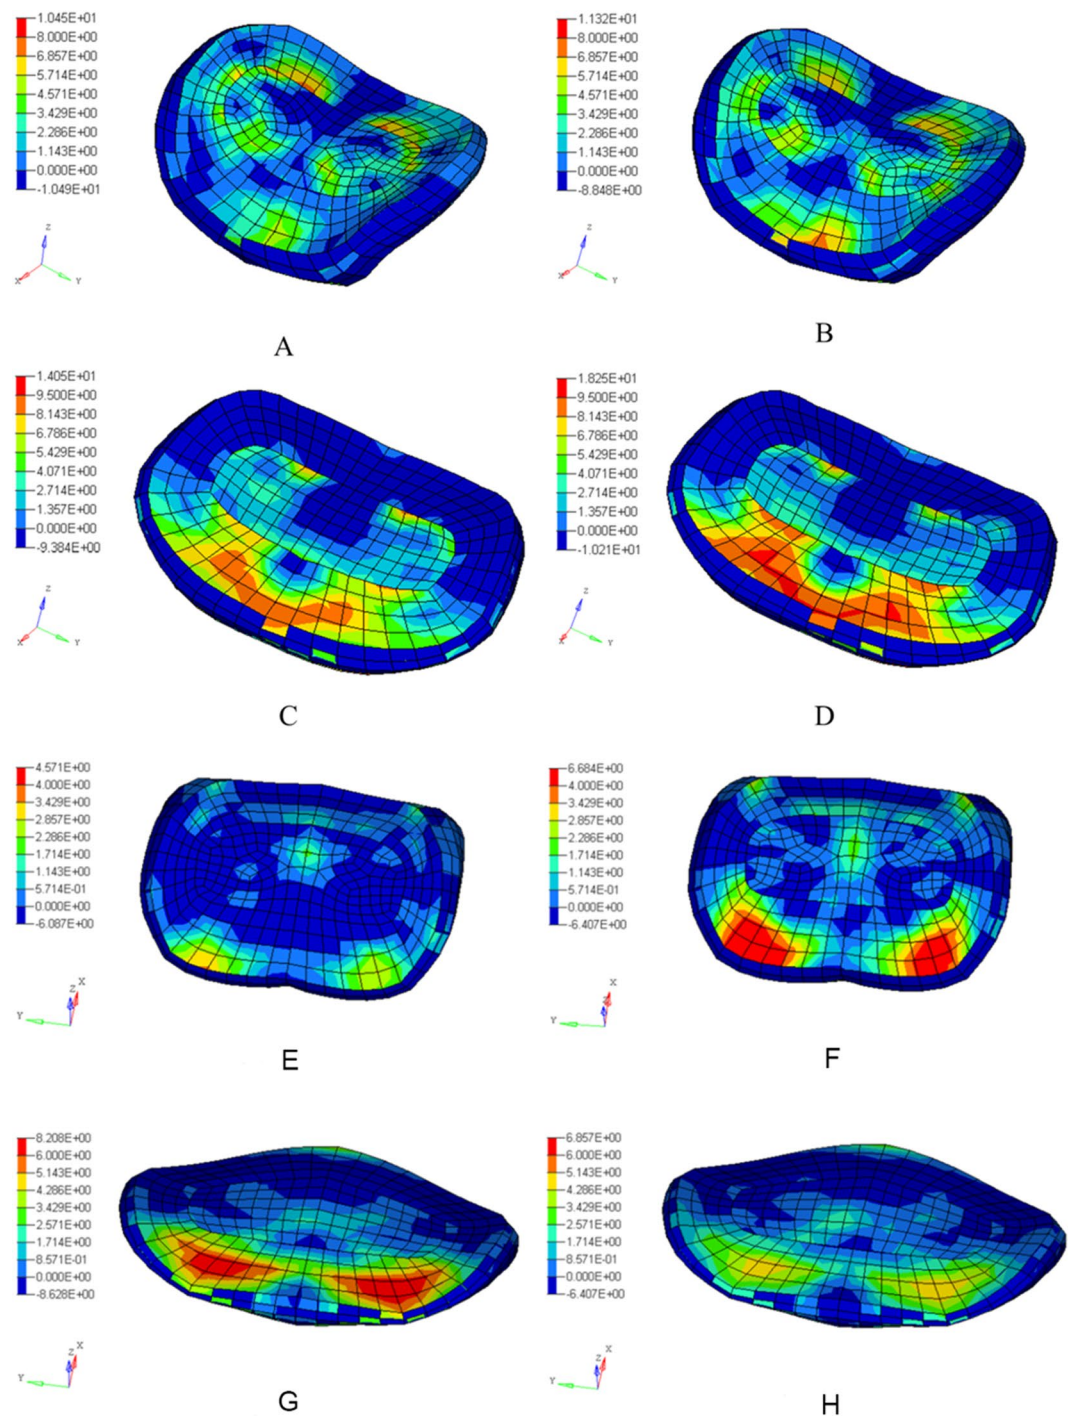 1.045E+01
8.000E+00
6.857E+00
5.714E+00
4.571E+00
3.429E+00
2.286E+00
1.143E+00
0.000E+00
-1.049E+01
Z
X
Y
A
1.132E+01
8.000E+00
6.857E+00
5.714E+00
4.571E+00
3.429E+00
2.286E+00
1.143E+00
0.000E+00
-8.848E+00
Z
X
Y
B
1.405E+01
9.500E+00
8.143E+00
6.786E+00
5.429E+00
4.071E+00
2.714E+00
1.357E+00
0.000E+00
-9.384E+00
Z
X
Y
C
1.825E+01
9.500E+00
8.143E+00
6.786E+00
5.429E+00
4.071E+00
2.714E+00
1.357E+00
0.000E+00
-1.021E+01
Z
X
Y
D
4.571E+00
4.000E+00
3.429E+00
2.857E+00
2.286E+00
1.714E+00
1.143E+00
5.714E-01
0.000E+00
-6.087E+00
X
Z
Y
E
6.684E+00
4.000E+00
3.429E+00
2.857E+00
2.286E+00
1.714E+00
1.143E+00
5.714E-01
0.000E+00
-6.407E+00
X
Z
Y
F
8.208E+00
6.000E+00
5.143E+00
4.286E+00
3.429E+00
2.571E+00
1.714E+00
8.571E-01
0.000E+00
-8.628E+00
X
Z
Y
G
6.857E+00
6.000E+00
5.143E+00
4.286E+00
3.429E+00
2.571E+00
1.714E+00
8.571E-01
0.000E+00
-6.407E+00
X
Z
Y
H